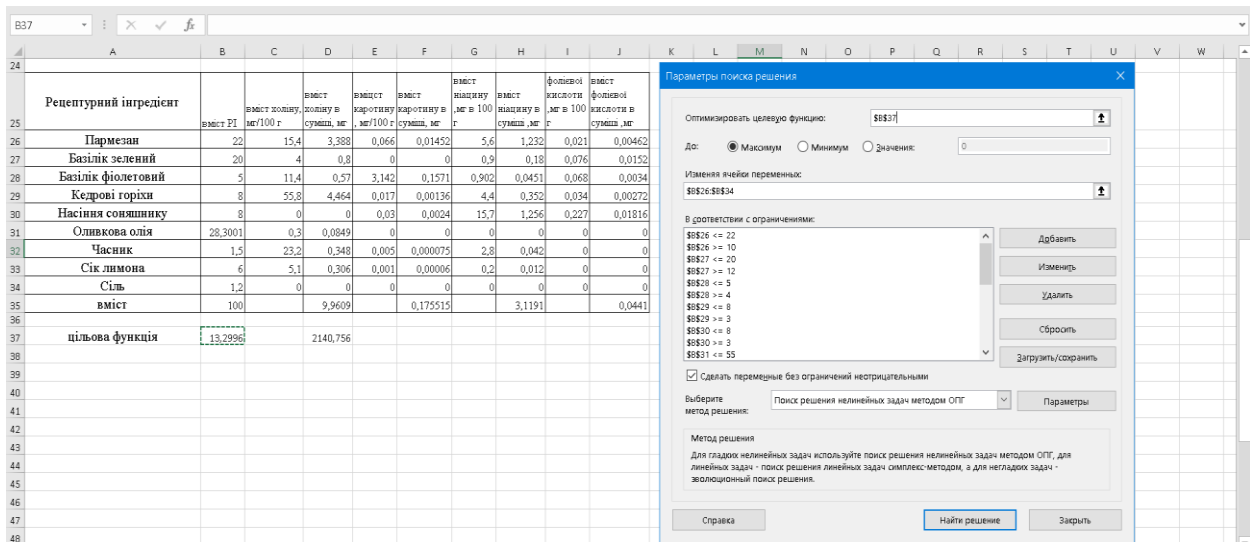 B37
fx
A B C D E F G H I J K L M N O P Q R S T U V W
24
25 Рецептурний інгредієнт вміст РІ вміст холіну, мг/100 г вміст холіну в суміші, мг вміцст каротину , мг/100 г вміст каротину в суміші, мг вміст ніацину ,мг в 100 г вміст ніацину в суміші ,мг фолієвої кислоти ,мг в 100 г вмст фолієвої кислоти в суміші ,мг
26 Пармезан 22 15,4 3,388 0,066 0,01452 5,6 1,232 0,021 0,00462
27 Базілік зелений 20 4 0,8 0 0 0,9 0,18 0,076 0,0152
28 Базілік фіолетовий 5 11,4 0,57 3,142 0,1571 0,902 0,0451 0,068 0,0034
29 Кедрові горіхи 8 55,8 4,464 0,017 0,00136 4,4 0,352 0,034 0,00272
30 Насіння соняшнику 8 0 0 0,03 0,0024 15,7 1,256 0,227 0,01816
31 Оливкова олія 28,3001 0,3 0,0849 0 0 0 0 0 0
32 Часник 1,5 23,2 0,348 0,005 0,000075 2,8 0,042 0 0
33 Сік лимона 6 5,1 0,306 0,001 0,00006 0,2 0,012 0 0
34 Сіль 1,2 0 0 0 0 0 0 0 0
35 вміст 100 9,9609 0,175515 3,1191 0,0441
36
37 цільова функція 13,2996 2140,756
38
39
40
41
42
43
44
45
46
47
48
Параметры поиска решения
Оптимизировать целевую функцию: $B$37
До: Максимум Минимум Значения: 0
Изменяя ячейки переменных:
$B$26:$B$34
В соответствии с ограничениями:
$B$26 <= 22
$B$26 >= 10
$B$27 <= 20
$B$27 >= 12
$B$28 <= 5
$B$28 >= 4
$B$29 <= 8
$B$29 >= 3
$B$30 <= 8
$B$30 >= 3
$B$31 <= 55
Добавить
Изменить
Удалить
Сбросить
Загрузить/сохранить
Сделать переменные без ограничений неотрицательными
Выберите метод решения: Поиск решения нелинейных задач методом ОПГ Параметры
Метод решения
Для гладких нелинейных задач используйте поиск решения нелинейных задач методом ОПГ, для
линейных задач - поиск решения линейных задач симплекс-методом, а для негладких задач -
эволюционный поиск решения.
Справка Найти решение Закрыть